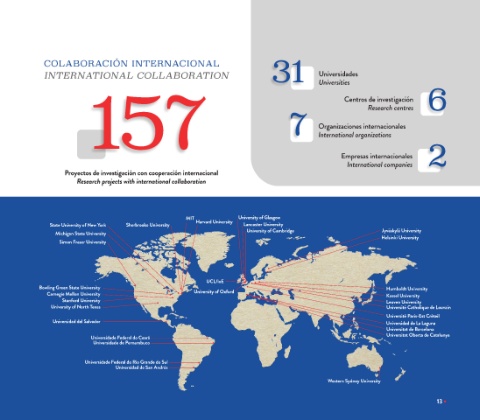 COLABORACIÓN INTERNACIONAL
INTERNATIONAL COLLABORATION
157
Proyectos de investigación con cooperación internacional
Research projects with international collaboration
31
Universidades
Universities
Centros de investigación
Research centres
6
7
Organizaciones internacionales
International organizations
Empresas internacionales
International companies
2
State University of New York
Michigan State University
Simon Fraser University
Sherbrooke University
MIT
Harvard University
University of Glasgow
Lancaster University
University of Cambridge
Jyväskylä University
Helsinki University
UCL/IoE
University of Oxford
Bowling Green State University
Carnegie Mellon University
Stanford University
University of North Texas
Universidad del Salvador
Universidade Federal do Ceará
Universidade de Pernambuco
Universidade Federal do Rio Grande do Sul
Universidad de San Andrés
Humboldt University
Kassel University
Leuven University
Université Catholique de Louvain
Université Paris-Est Créteil
Universidad de La Laguna
Universitat de Barcelona
Universitat Oberta de Catalunya
Western Sydney University
13